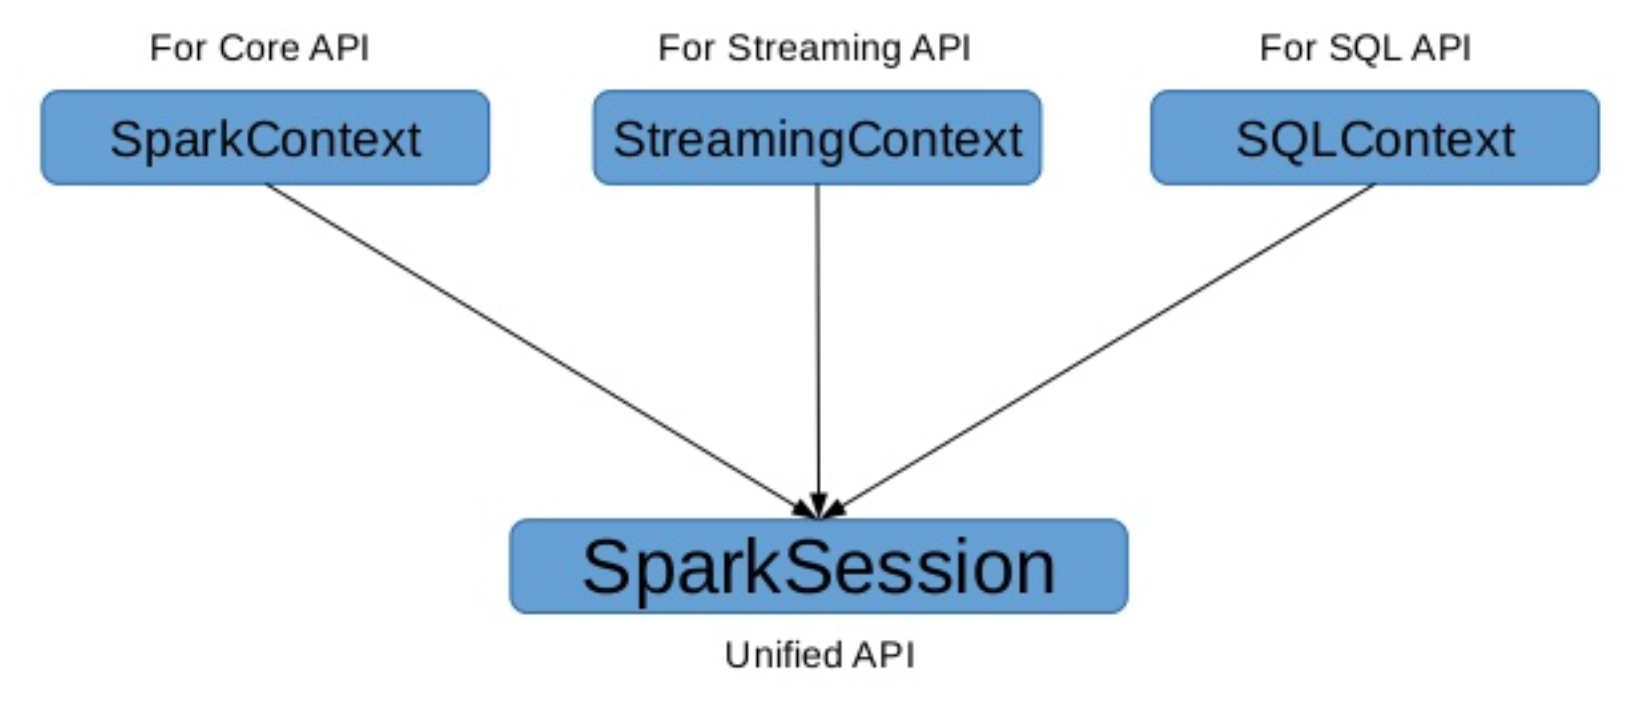 For Core API
For Streaming API
For SQL API
SparkContext
StreamingContext
SQLContext
SparkSession
Unified API